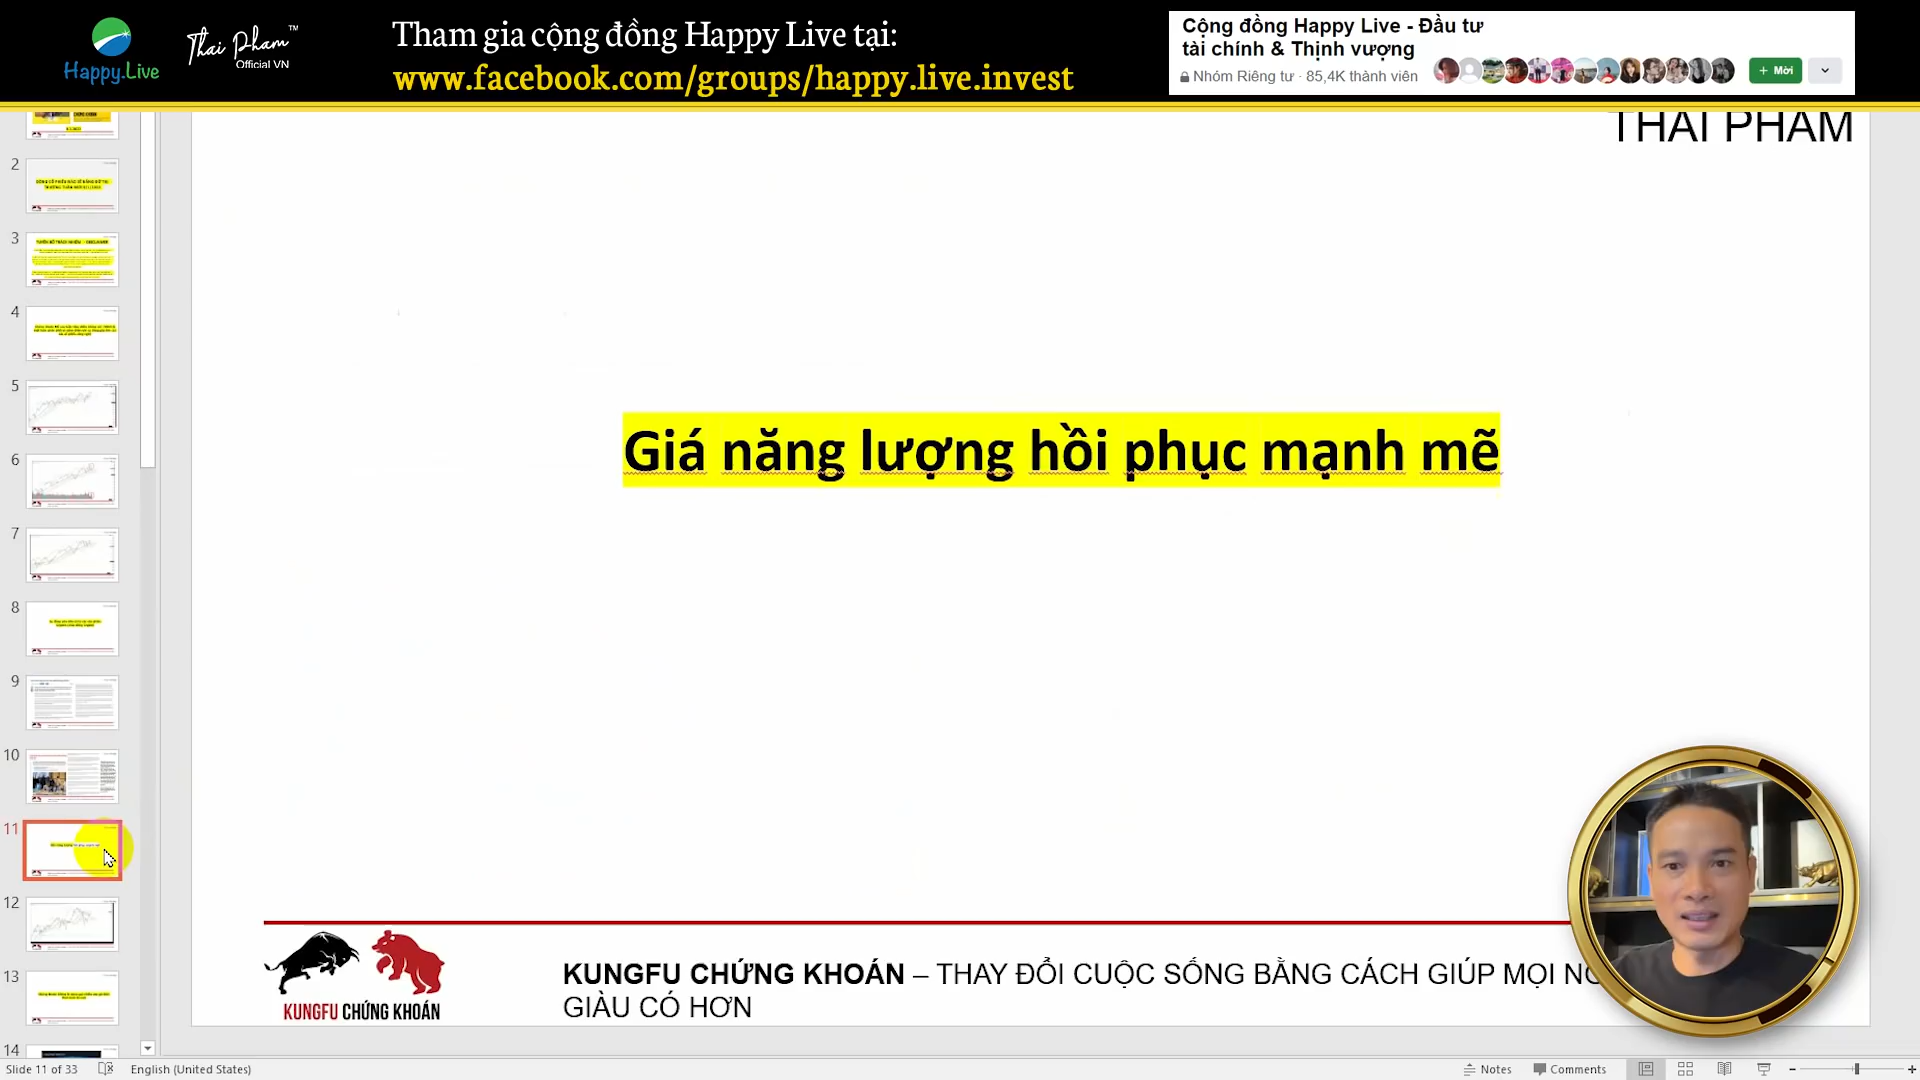 Happy.Live
Thai Pham™
Official VN
Tham gia cộng đồng Happy Live tại:
www.facebook.com/groups/happy.live.invest
Cộng đồng Happy Live - Đầu tư
tài chính & Thịnh vượng
Nhóm Riêng tư · 85,4K thành viên
+ Mời
THAI PHAM
2
3
4
5
6
7
8
9
10
11
12
13
14
Giá năng lượng hồi phục mạnh mẽ
KUNGFU CHỨNG KHOÁN
KUNGFU CHỨNG KHOÁN – THAY ĐỔI CUỘC SỐNG BẰNG CÁCH GIÚP MỌI
GIÀU CÓ HƠN
Slide 11 of 33
English (United States)
Notes
Comments